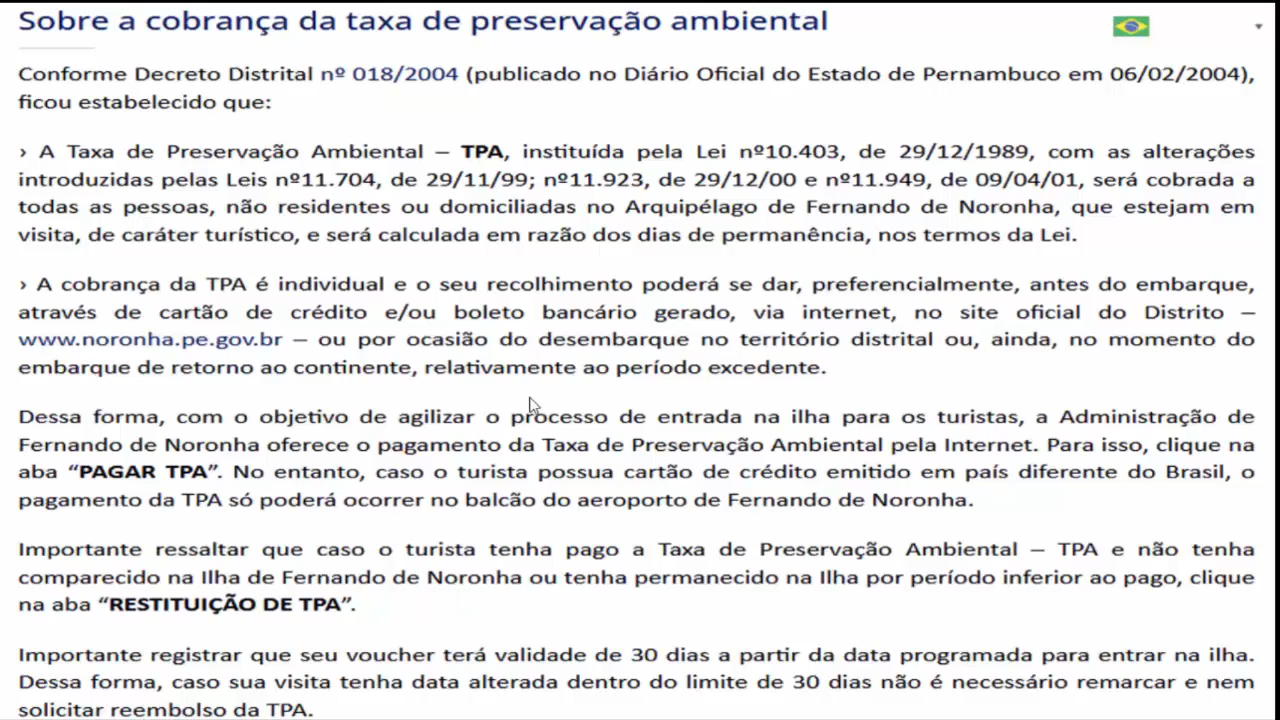 Sobre a cobrança da taxa de preservação ambiental
Conforme Decreto Distrital nº 018/2004 (publicado no Diário Oficial do Estado de Pernambuco em 06/02/2004),
ficou estabelecido que:
› A Taxa de Preservação Ambiental – TPA, instituída pela Lei nº10.403, de 29/12/1989, com as alterações
introduzidas pelas Leis nº11.704, de 29/11/99; nº11.923, de 29/12/00 e nº11.949, de 09/04/01, será cobrada a
todas as pessoas, não residentes ou domiciliadas no Arquipélago de Fernando de Noronha, que estejam em
visita, de caráter turístico, e será calculada em razão dos dias de permanência, nos termos da Lei.
› A cobrança da TPA é individual e o seu recolhimento poderá se dar, preferencialmente, antes do embarque,
através de cartão de crédito e/ou boleto bancário gerado, via internet, no site oficial do Distrito –
www.noronha.pe.gov.br – ou por ocasião do desembarque no território distrital ou, ainda, no momento do
embarque de retorno ao continente, relativamente ao período excedente.
Dessa forma, com o objetivo de agilizar o processo de entrada na ilha para os turistas, a Administração de
Fernando de Noronha oferece o pagamento da Taxa de Preservação Ambiental pela Internet. Para isso, clique na
aba “PAGAR TPA”. No entanto, caso o turista possua cartão de crédito emitido em país diferente do Brasil, o
pagamento da TPA só poderá ocorrer no balcão do aeroporto de Fernando de Noronha.
Importante ressaltar que caso o turista tenha pago a Taxa de Preservação Ambiental – TPA e não tenha
comparecido na Ilha de Fernando de Noronha ou tenha permanecido na Ilha por período inferior ao pago, clique
na aba “RESTITUIÇÃO DE TPA”.
Importante registrar que seu voucher terá validade de 30 dias a partir da data programada para entrar na ilha.
Dessa forma, caso sua visita tenha data alterada dentro do limite de 30 dias não é necessário remarcar e nem
solicitar reembolso da TPA.